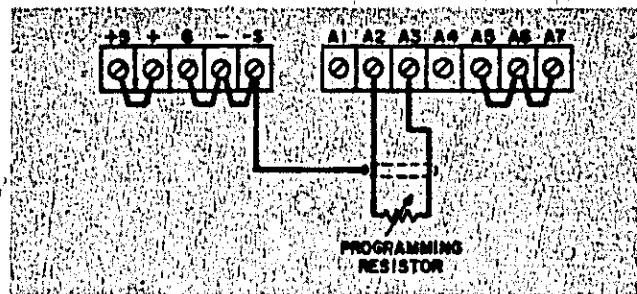 +S + G − −S A1 A2 A3 A4 A5 A6 A7
PROGRAMMING
RESISTOR